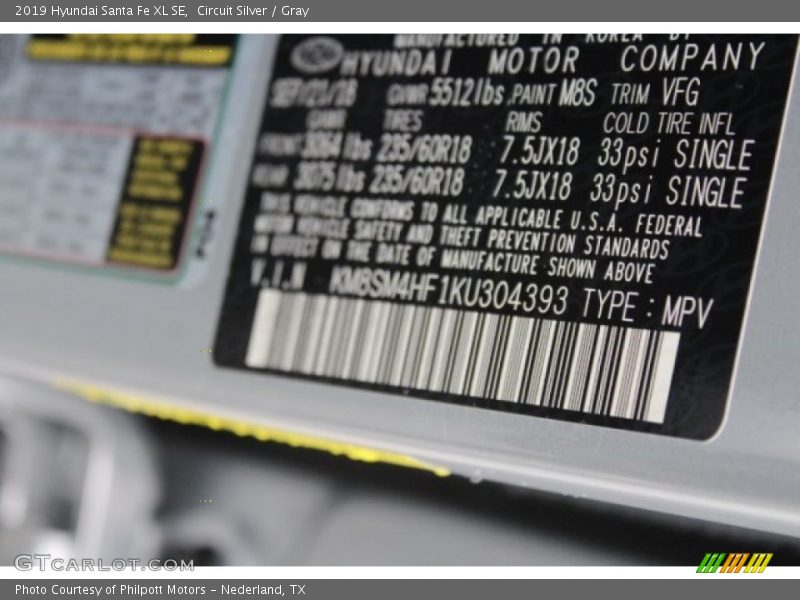 2019 Hyundai Santa Fe XL SE, Circuit Silver / Gray
MANUFACTURED IN KOREA BY
HYUNDAI MOTOR COMPANY
SEP/21/18 GVWR 5512lbs. PAINT M8S TRIM VFG
GAWR TIRES RIMS COLD TIRE INFL
FRONT 3064 lbs 235/60R18 7.5JX18 33psi SINGLE
REAR 3075 lbs 235/60R18 7.5JX18 33psi SINGLE
THIS VEHICLE CONFORMS TO ALL APPLICABLE U.S.A. FEDERAL
MOTOR VEHICLE SAFETY AND THEFT PREVENTION STANDARDS
IN EFFECT ON THE DATE OF MANUFACTURE SHOWN ABOVE
V.I.N KM8SM4HF1KU304393 TYPE : MPV
GTCARLOT.COM
Photo Courtesy of Philpott Motors - Nederland, TX